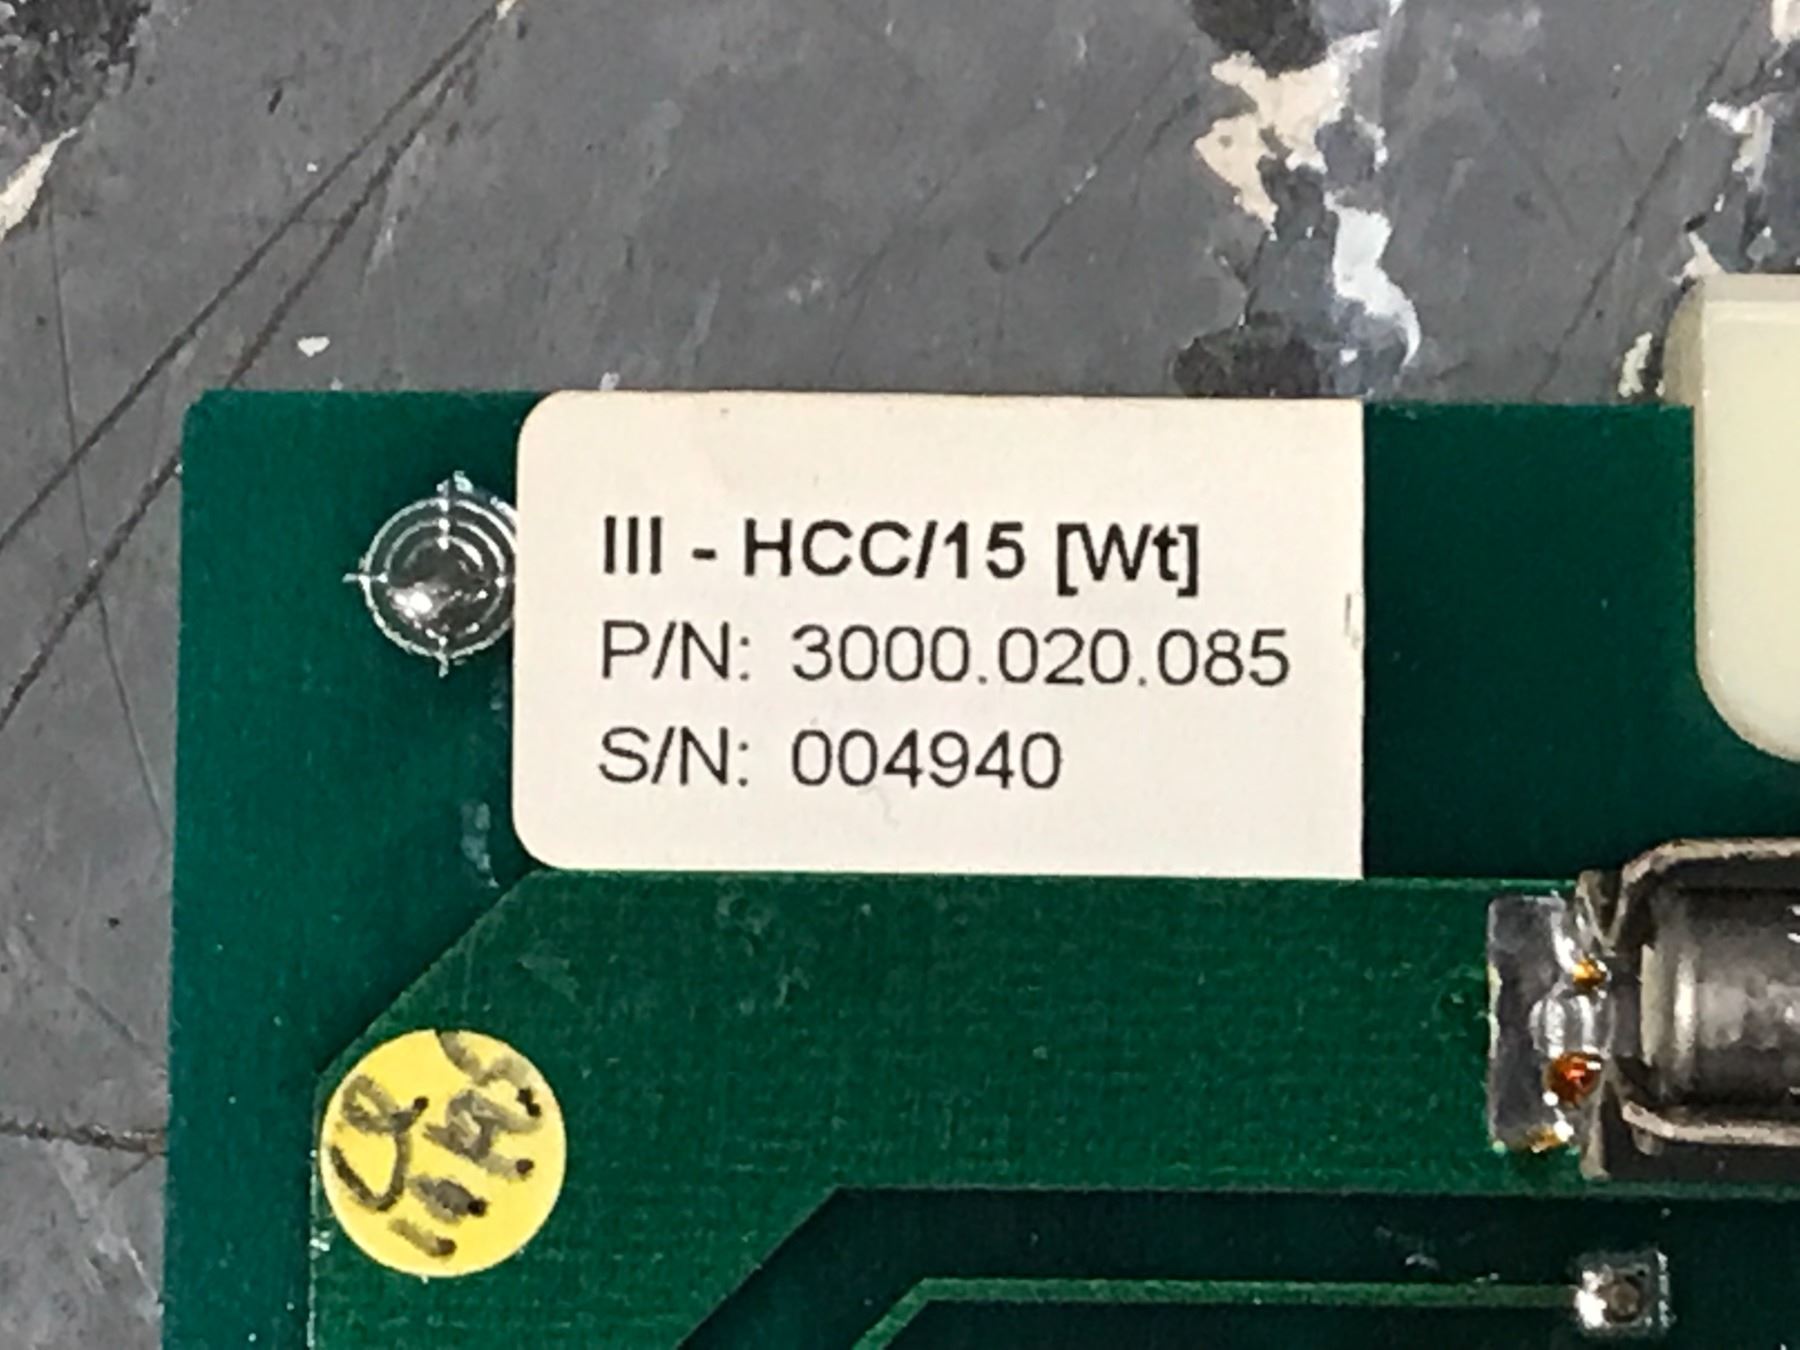 III - HCC/15 [Wt]
P/N: 3000.020.085
S/N: 004940